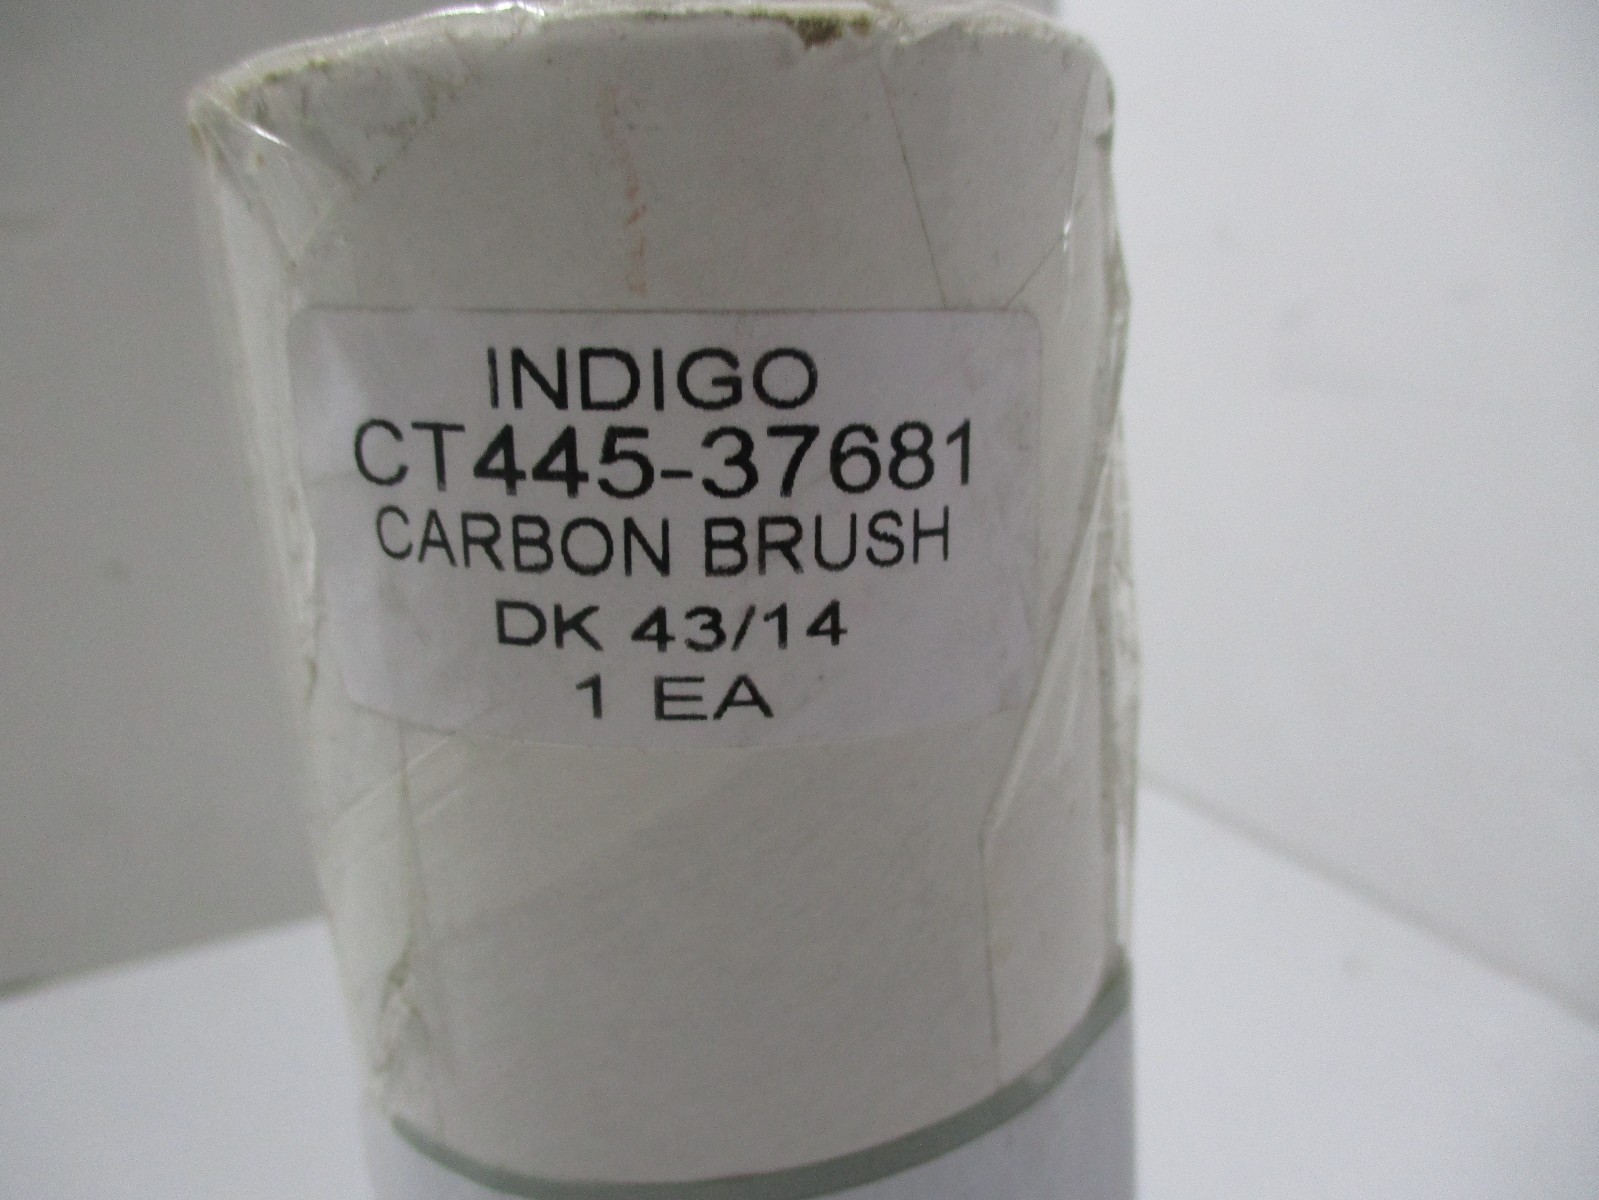 INDIGO
CT445-37681
CARBON BRUSH
DK 43/14
1 EA